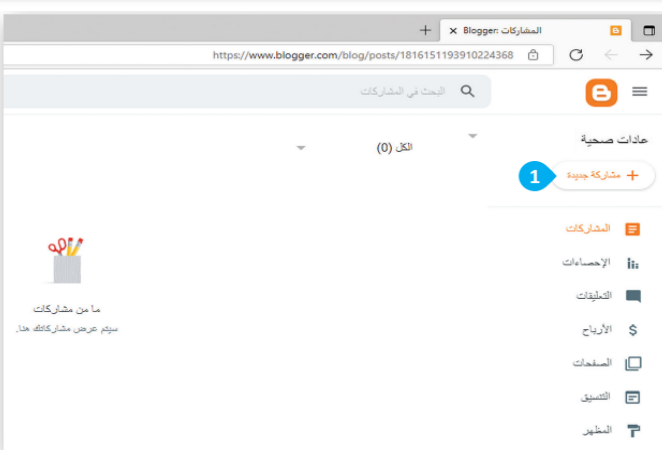 المشاركات :Blogger
https://www.blogger.com/blog/posts/1816151193910224368
البحث في المشاركات
عادات صحية
الكل (0)
مشاركة جديدة
1
المشاركات
الإحصاءات
التعليقات
ما من مشاركات
سيتم عرض مشاركاتك هنا.
الأرباح
الصفحات
التنسيق
المظهر